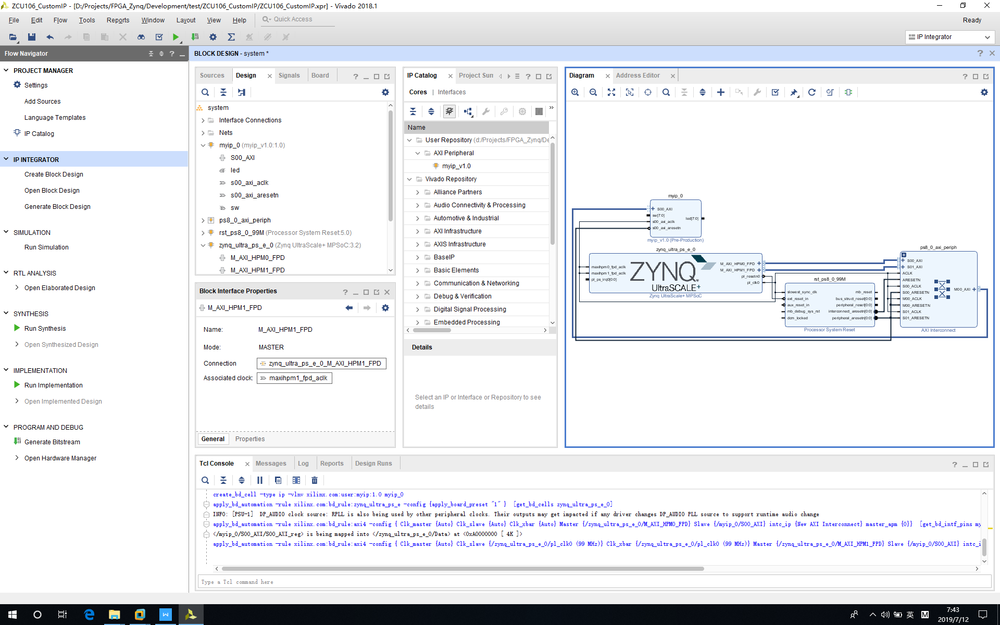 ZCU106_CustomIP - [D:/Projects/FPGA_Zynq/Development/test/ZCU106_CustomIP/ZCU106_CustomIP.xpr] - Vivado 2018.1
File Edit Flow Tools Reports Window Layout View Help Quick Access Ready
IP Integrator
Flow Navigator
PROJECT MANAGER
Settings
Add Sources
Language Templates
IP Catalog
IP INTEGRATOR
Create Block Design
Open Block Design
Generate Block Design
SIMULATION
Run Simulation
RTL ANALYSIS
Open Elaborated Design
SYNTHESIS
Run Synthesis
Open Synthesized Design
IMPLEMENTATION
Run Implementation
Open Implemented Design
PROGRAM AND DEBUG
Generate Bitstream
Open Hardware Manager
BLOCK DESIGN - system *
Sources Design Signals Board
system
Interface Connections
Nets
myip_0 (myip_v1.0:1.0)
S00_AXI
led
s00_axi_aclk
s00_axi_aresetn
sw
ps8_0_axi_periph
rst_ps8_0_99M (Processor System Reset:5.0)
zynq_ultra_ps_e_0 (Zynq UltraScale+ MPSoC:3.2)
M_AXI_HPM0_FPD
M_AXI_HPM1_FPD
Block Interface Properties
M_AXI_HPM1_FPD
Name: M_AXI_HPM1_FPD
Mode: MASTER
Connection zynq_ultra_ps_e_0_M_AXI_HPM1_FPD
Associated clock: maxihpm1_fpd_aclk
General Properties
IP Catalog Project Sum
Cores | Interfaces
Name
User Repository (d:/Projects/FPGA_Zynq/De
AXI Peripheral
myip_v1.0
Vivado Repository
Alliance Partners
Audio Connectivity & Processing
Automotive & Industrial
AXI Infrastructure
AXIS Infrastructure
BaseIP
Basic Elements
Communication & Networking
Debug & Verification
Digital Signal Processing
Embedded Processing
Details
Select an IP or Interface or Repository to see
details
Diagram Address Editor
myip_0
S00_AXI
sw[7:0]
s00_axi_aclk
s00_axi_aresetn
led[7:0]
myip_v1.0 (Pre-Production)
zynq_ultra_ps_e_0
maxihpm0_fpd_aclk
maxihpm1_fpd_aclk
pl_ps_irq0[0:0]
ZYNQ
UltraSCALE+
M_AXI_HPM0_FPD
M_AXI_HPM1_FPD
pl_resetn0
pl_clk0
Zynq UltraScale+ MPSoC
rst_ps8_0_99M
slowest_sync_clk
ext_reset_in
aux_reset_in
mb_debug_sys_rst
dcm_locked
mb_reset
bus_struct_reset[0:0]
peripheral_reset[0:0]
interconnect_aresetn[0:0]
peripheral_aresetn[0:0]
Processor System Reset
ps8_0_axi_periph
S00_AXI
S01_AXI
ACLK
ARESETN
S00_ACLK
S00_ARESETN
M00_ACLK
M00_ARESETN
S01_ACLK
S01_ARESETN
M00_AXI
AXI Interconnect
Tcl Console Messages Log Reports Design Runs
create_bd_cell -type ip -vlnv xilinx.com:user:myip:1.0 myip_0
apply_bd_automation -rule xilinx.com:bd_rule:zynq_ultra_ps_e -config {apply_board_preset "1" }  [get_bd_cells zynq_ultra_ps_e_0]
INFO: [PSU-1]  DP_AUDIO clock source: RPLL is also being used by other peripheral clocks. Their outputs may get impacted if any driver changes DP_AUDIO PLL source to support runtime audio change
apply_bd_automation -rule xilinx.com:bd_rule:axi4 -config { Clk_master {Auto} Clk_slave {Auto} Clk_xbar {Auto} Master {/zynq_ultra_ps_e_0/M_AXI_HPM0_FPD} Slave {/myip_0/S00_AXI} intc_ip {New AXI Interconnect} master_apm {0}}  [get_bd_intf_pins my
</myip_0/S00_AXI/S00_AXI_reg> is being mapped into </zynq_ultra_ps_e_0/Data> at <0xA0000000 [ 4K ]>
apply_bd_automation -rule xilinx.com:bd_rule:axi4 -config { Clk_master {Auto} Clk_slave {/zynq_ultra_ps_e_0/pl_clk0 (99 MHz)} Clk_xbar {/zynq_ultra_ps_e_0/pl_clk0 (99 MHz)} Master {/zynq_ultra_ps_e_0/M_AXI_HPM1_FPD} Slave {/myip_0/S00_AXI} intc_i
Type a Tcl command here
英
7:43
2019/7/12